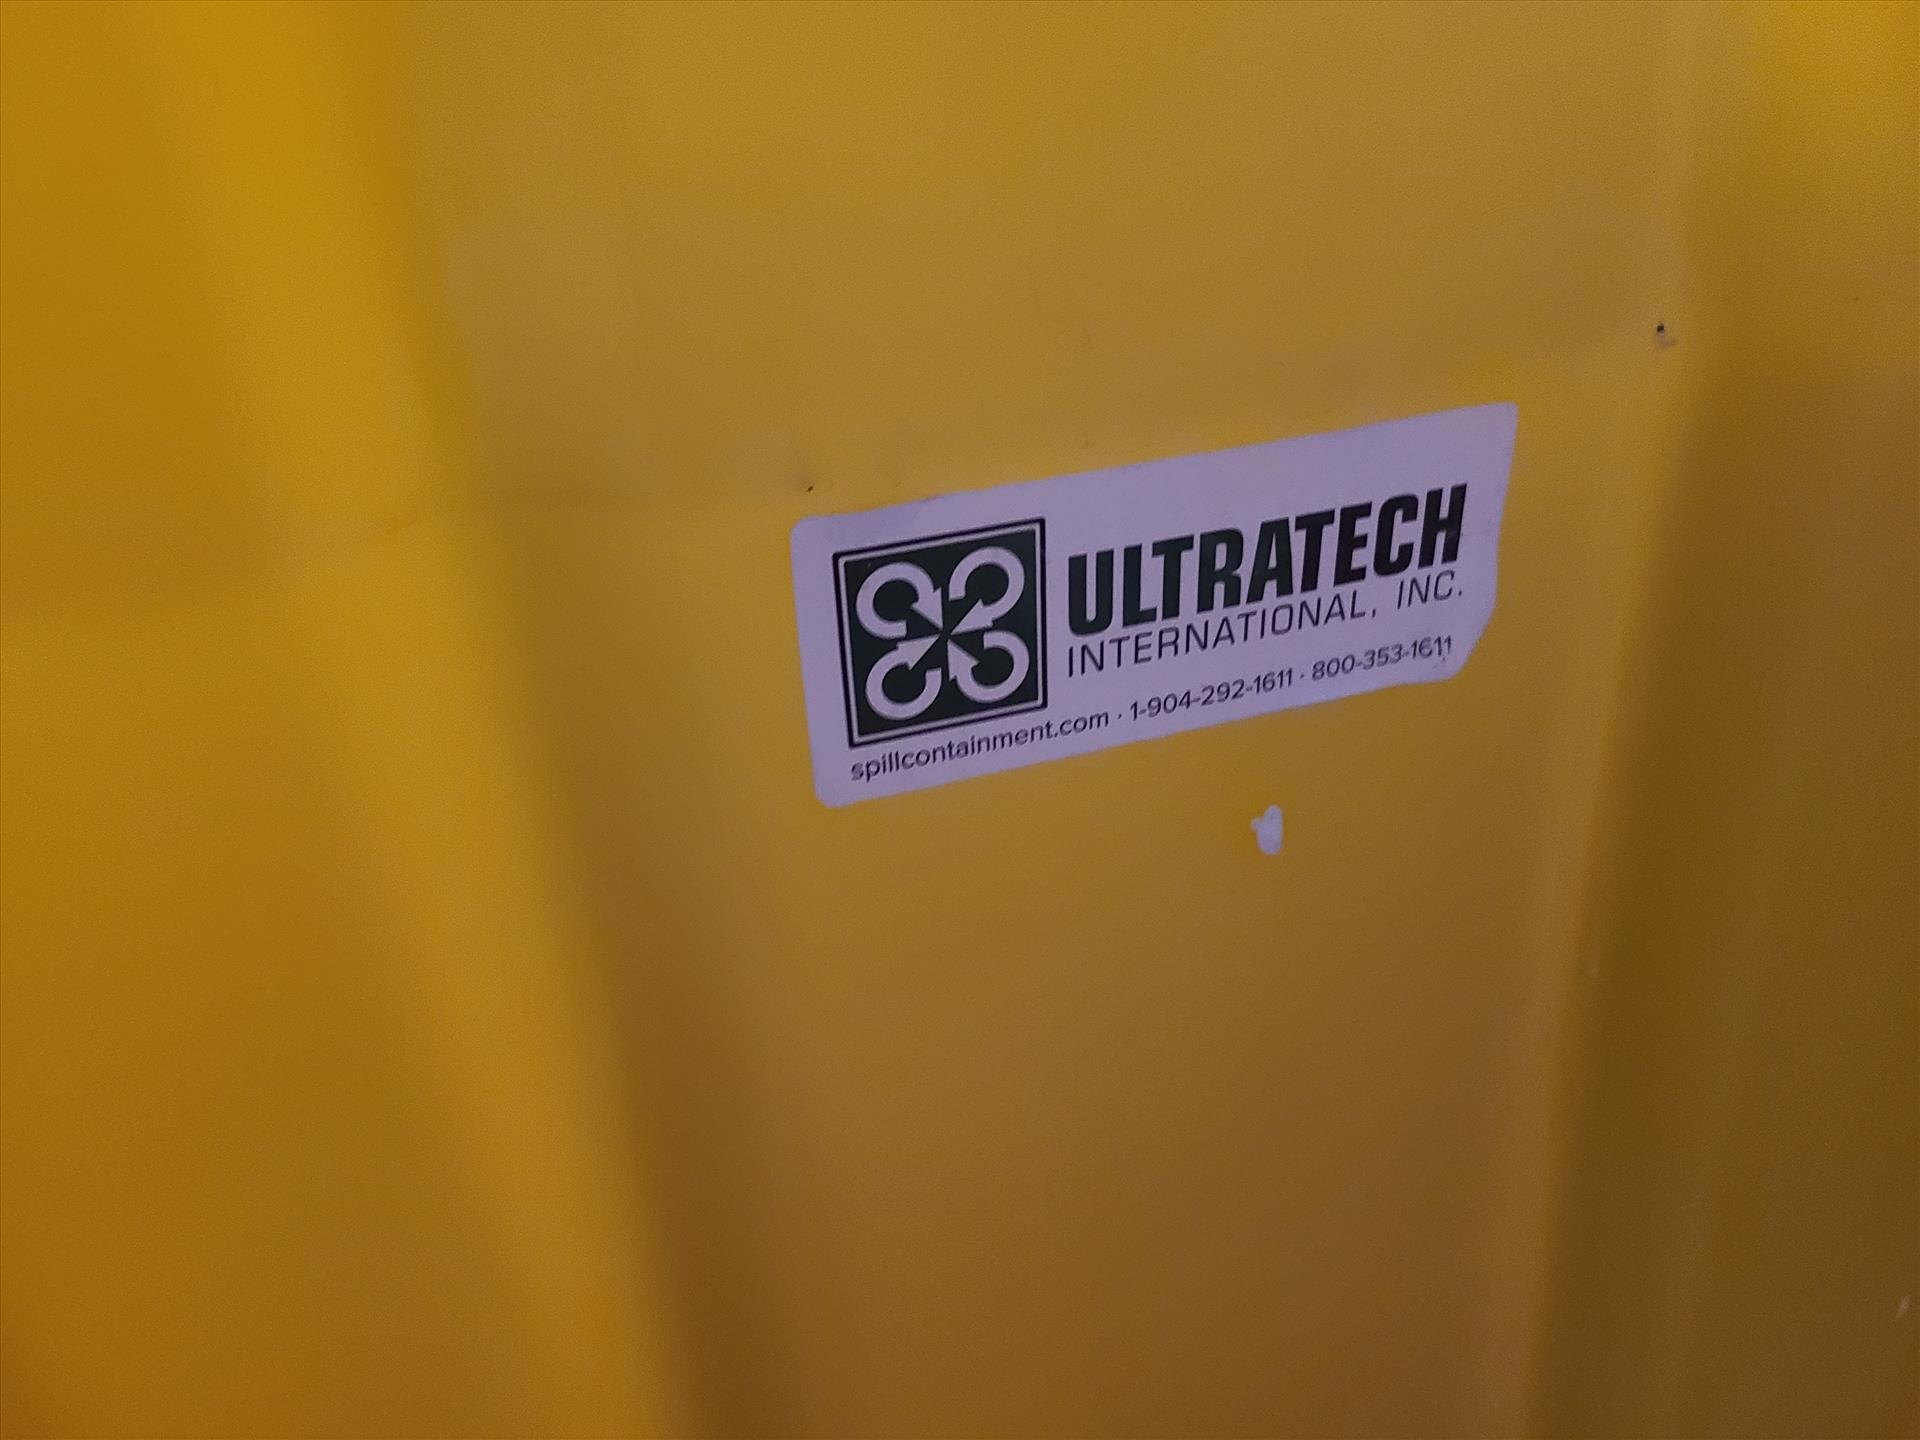 ULTRATECH
INTERNATIONAL, INC.
spillcontainment.com · 1-904-292-1611 · 800-353-1611